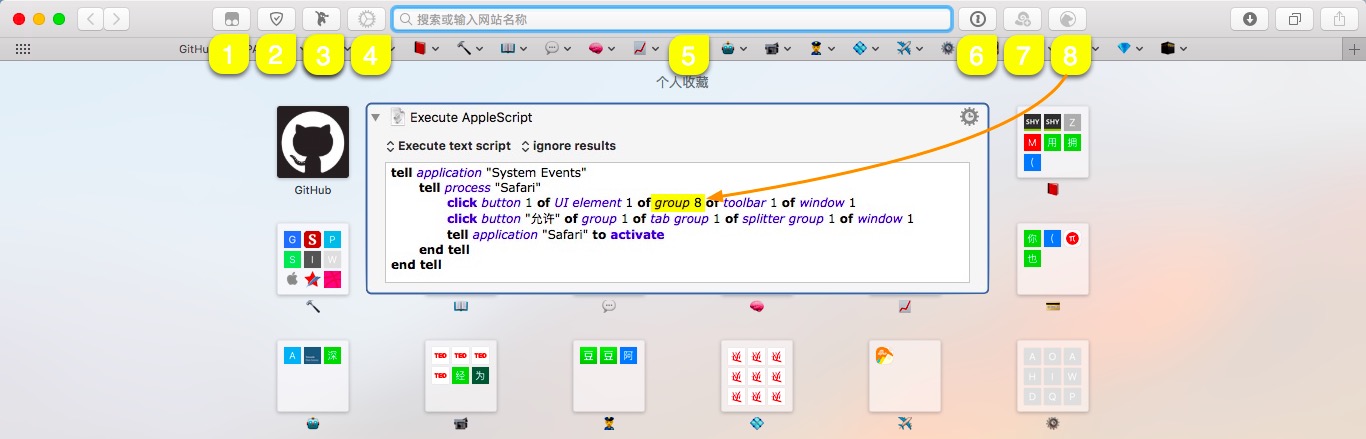 搜索或输入网站名称
1
2
3
4
5
6
7
8
个人收藏
GitHub
Execute AppleScript
Execute text script ignore results
tell application "System Events"
tell process "Safari"
click button 1 of UI element 1 of group 8 of toolbar 1 of window 1
click button "允许" of group 1 of tab group 1 of splitter group 1 of window 1
tell application "Safari" to activate
end tell
end tell
SHY SHY Z
M 用 拥
(
G S P
S I W
你 ( π
也
A 深
TED TED TED
TED 经 为
豆 豆 阿
A O A
H I W
D Q P